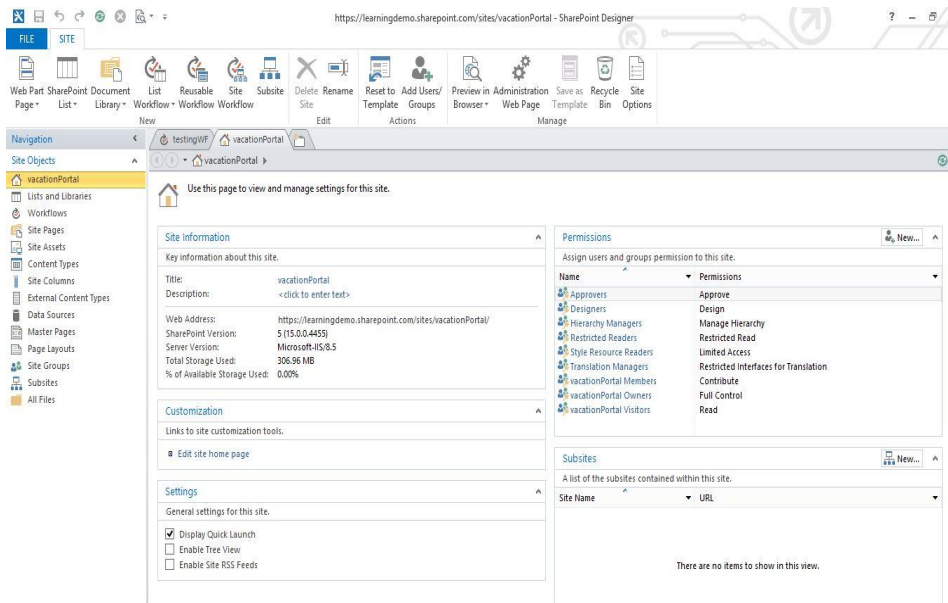 https://learningdemo.sharepoint.com/sites/vacationPortal - SharePoint Designer
?
FILE SITE
Web Part Page SharePoint List Document Library List Workflow Reusable Workflow Site Workflow Subsite Delete Site Rename Reset to Template Add Users/ Groups Preview in Browser Administration Web Page Save as Template Recycle Bin Site Options
New Edit Actions Manage
Navigation
testingWF vacationPortal
Site Objects
vacationPortal
vacationPortal
Lists and Libraries
Workflows
Site Pages
Site Assets
Content Types
Site Columns
External Content Types
Data Sources
Master Pages
Page Layouts
Site Groups
Subsites
All Files
Use this page to view and manage settings for this site.
Site Information
Key information about this site.
Title: vacationPortal
Description: <click to enter text>
Web Address: https://learningdemo.sharepoint.com/sites/vacationPortal/
SharePoint Version: 5 (15.0.0.4455)
Server Version: Microsoft-IIS/8.5
Total Storage Used: 306.96 MB
% of Available Storage Used: 0.00%
Customization
Links to site customization tools.
Edit site home page
Settings
General settings for this site.
Display Quick Launch
Enable Tree View
Enable Site RSS Feeds
Permissions New...
Assign users and groups permission to this site.
Name Permissions
Approvers Approve
Designers Design
Hierarchy Managers Manage Hierarchy
Restricted Readers Restricted Read
Style Resource Readers Limited Access
Translation Managers Restricted Interfaces for Translation
vacationPortal Members Contribute
vacationPortal Owners Full Control
vacationPortal Visitors Read
Subsites New...
A list of the subsites contained within this site.
Site Name URL
There are no items to show in this view.